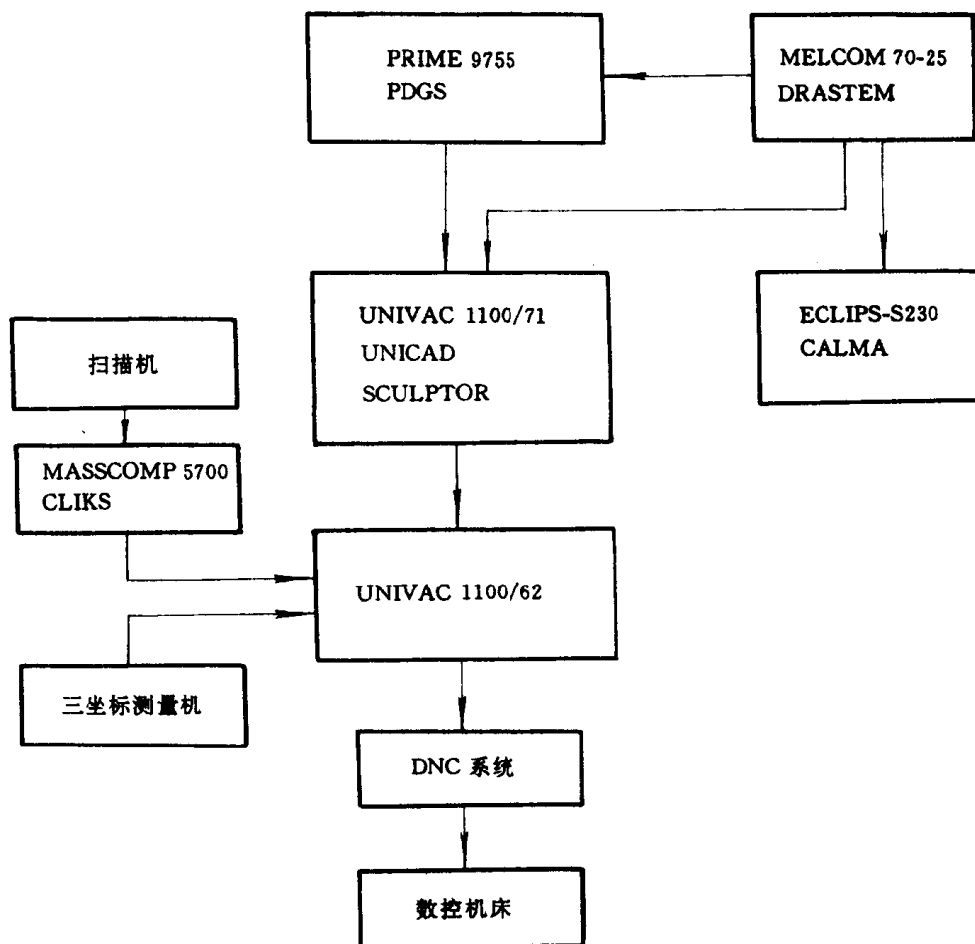 PRIME 9755
PDGS
MELCOM 70-25
DRASTEM
UNIVAC 1100/71
UNICAD
SCULPTOR
ECLIPS-S230
CALMA
扫描机
MASSCOMP 5700
CLIKS
UNIVAC 1100/62
三坐标测量机
DNC 系统
数控机床